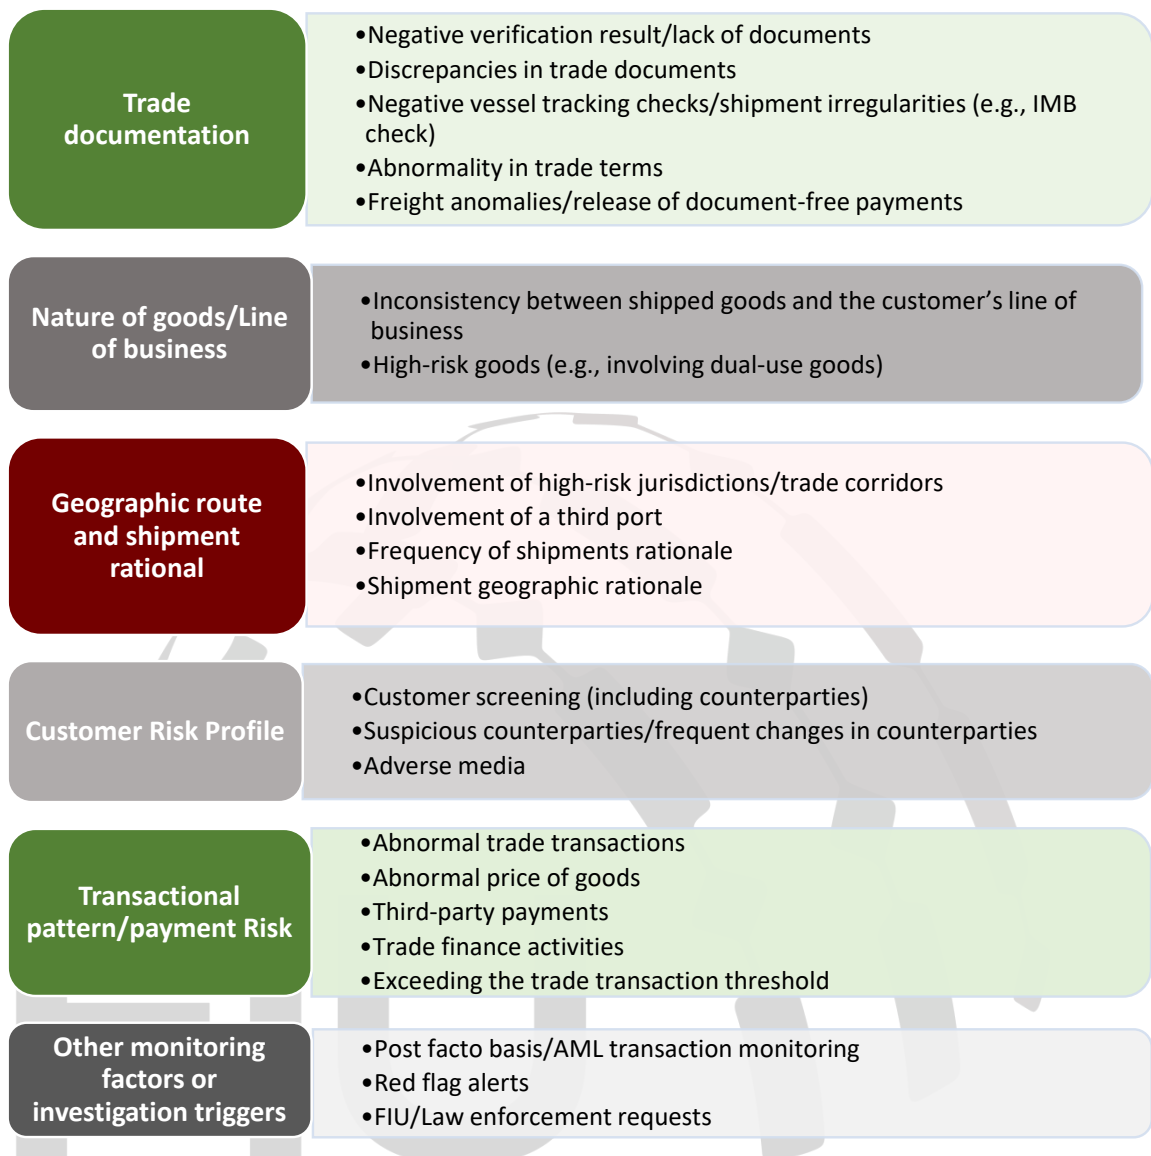 Trade
documentation
•Negative verification result/lack of documents
•Discrepancies in trade documents
•Negative vessel tracking checks/shipment irregularities (e.g., IMB
check)
•Abnormality in trade terms
•Freight anomalies/release of document-free payments
Nature of goods/Line
of business
•Inconsistency between shipped goods and the customer’s line of
business
•High-risk goods (e.g., involving dual-use goods)
Geographic route
and shipment
rational
•Involvement of high-risk jurisdictions/trade corridors
•Involvement of a third port
•Frequency of shipments rationale
•Shipment geographic rationale
Customer Risk Profile
•Customer screening (including counterparties)
•Suspicious counterparties/frequent changes in counterparties
•Adverse media
Transactional
pattern/payment Risk
•Abnormal trade transactions
•Abnormal price of goods
•Third-party payments
•Trade finance activities
•Exceeding the trade transaction threshold
Other monitoring
factors or
investigation triggers
•Post facto basis/AML transaction monitoring
•Red flag alerts
•FIU/Law enforcement requests